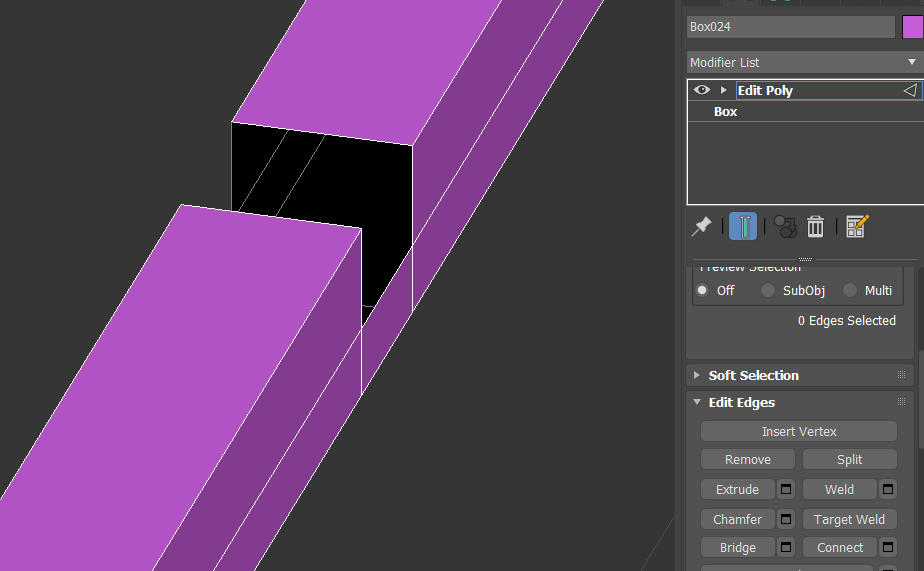 Box024
Modifier List
Edit Poly
Box
Preview Selection
Off SubObj Multi
0 Edges Selected
Soft Selection
Edit Edges
Insert Vertex
Remove Split
Extrude Weld
Chamfer Target Weld
Bridge Connect